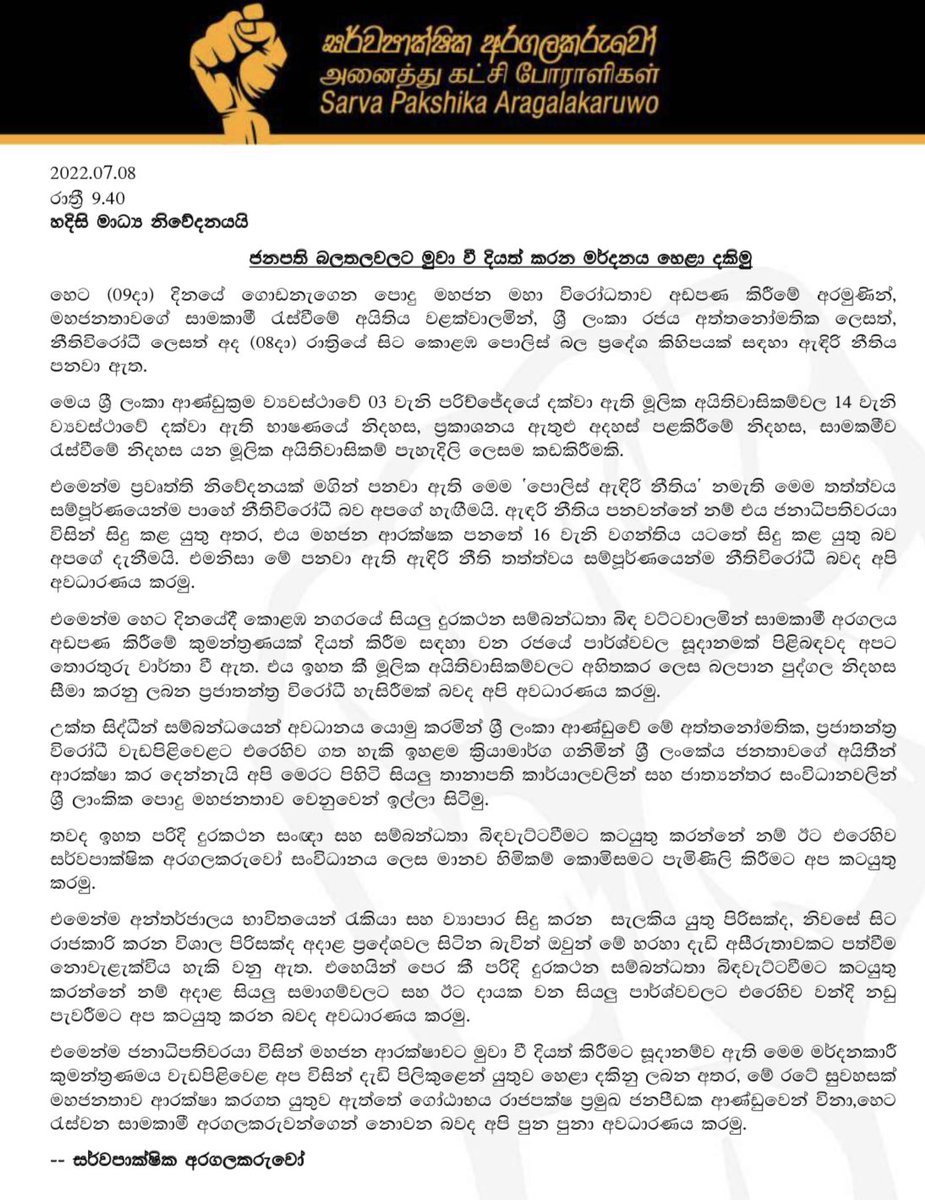 සර්වපාක්ෂික අරගලකරුවෝ
அனைத்து கட்சி போராளிகள்
Sarva Pakshika Aragalakaruwo
2022.07.08
රාත්‍රී 9.40
හදිසි මාධ්‍ය නිවේදනයයි
ජනපති බලතලවලට මුවා වී දියත් කරන මර්දනය හෙළා දකිමු
හෙට (09දා) දිනයේ ගොඩනැගෙන පොදු මහජන මහා විරෝධතාව අඩපණ කිරීමේ අරමුණින්,
මහජනතාවගේ සාමකාමී රැස්වීමේ අයිතිය වළක්වාලමින්, ශ්‍රී ලංකා රජය අත්තනෝමතික ලෙසත්,
නීතිවිරෝධී ලෙසත් අද (08දා) රාත්‍රියේ සිට කොළඹ පොලිස් බල ප්‍රදේශ කිහිපයක් සඳහා ඇඳිරි නීතිය
පනවා ඇත.
මෙය ශ්‍රී ලංකා ආණ්ඩුක්‍රම ව්‍යවස්ථාවේ 03 වැනි පරිච්ඡේදයේ දක්වා ඇති මූලික අයිතිවාසිකම්වල 14 වැනි
ව්‍යවස්ථාවේ දක්වා ඇති භාෂණයේ නිදහස, ප්‍රකාශනය ඇතුළු අදහස් පළකිරීමේ නිදහස, සාමකමීව
රැස්වීමේ නිදහස යන මූලික අයිතිවාසිකම් පැහැදිලි ලෙසම කඩකිරීමකි.
එමෙන්ම ප්‍රවෘත්ති නිවේදනයක් මගින් පනවා ඇති මෙම 'පොලිස් ඇඳිරි නීතිය' නමැති මෙම තත්ත්වය
සම්පූර්ණයෙන්ම පාහේ නීතිවිරෝධී බව අපගේ හැඟීමයි. ඇඳරි නීතිය පනවන්නේ නම් එය ජනාධිපතිවරයා
විසින් සිදු කළ යුතු අතර, එය මහජන ආරක්ෂක පනතේ 16 වැනි වගන්තිය යටතේ සිදු කළ යුතු බව
අපගේ දැනීමයි. එමනිසා මේ පනවා ඇති ඇඳිරි නීති තත්ත්වය සම්පූර්ණයෙන්ම නීතිවිරෝධී බවද අපි
අවධාරණය කරමු.
එමෙන්ම හෙට දිනයේදී කොළඹ නගරයේ සියලු දුරකථන සම්බන්ධතා බිඳ වට්ටවාලමින් සාමකාමී අරගලය
අඩපණ කිරීමේ කුමන්ත්‍රණයක් දියත් කිරීම සඳහා වන රජයේ පාර්ශ්වවල සූදානමක් පිළිබඳවද අපට
තොරතුරු වාර්තා වී ඇත. එය ඉහත කී මූලික අයිතිවාසිකම්වලට අහිතකර ලෙස බලපාන පුද්ගල නිදහස
සීමා කරනු ලබන ප්‍රජාතන්ත්‍ර විරෝධී හැසිරීමක් බවද අපි අවධාරණය කරමු.
උක්ත සිද්ධීන් සම්බන්ධයෙන් අවධානය යොමු කරමින් ශ්‍රී ලංකා ආණ්ඩුවේ මේ අත්තනෝමතික, ප්‍රජාතන්ත්‍ර
විරෝධී වැඩපිළිවෙළට එරෙහිව ගත හැකි ඉහළම ක්‍රියාමාර්ග ගනිමින් ශ්‍රී ලංකේය ජනතාවගේ අයිතීන්
ආරක්ෂා කර දෙන්නැයි අපි මෙරට පිහිටි සියලු තානාපති කාර්යාලවලින් සහ ජාත්‍යන්තර සංවිධානවලින්
ශ්‍රී ලාංකික පොදු මහජනතාව වෙනුවෙන් ඉල්ලා සිටිමු.
තවද ඉහත පරිදි දුරකථන සංඥා සහ සම්බන්ධතා බිඳවැට්ටවීමට කටයුතු කරන්නේ නම් ඊට එරෙහිව
සර්වපාක්ෂික අරගලකරුවෝ සංවිධානය ලෙස මානව හිමිකම් කොමිසමට පැමිණිලි කිරීමට අප කටයුතු
කරමු.
එමෙන්ම අන්තර්ජාලය භාවිතයෙන් රැකියා සහ ව්‍යාපාර සිදු කරන සැලකිය යුතු පිරිසක්ද, නිවසේ සිට
රාජකාරි කරන විශාල පිරිසක්ද අදාළ ප්‍රදේශවල සිටින බැවින් ඔවුන් මේ හරහා දැඩි අසීරුතාවකට පත්වීම
නොවැළැක්විය හැකි වනු ඇත. එහෙයින් පෙර කී පරිදි දුරකථන සම්බන්ධතා බිඳවැට්ටවීමට කටයුතු
කරන්නේ නම් අදාළ සියලු සමාගම්වලට සහ ඊට දායක වන සියලු පාර්ශ්වවලට එරෙහිව වන්දි නඩු
පැවරීමට අප කටයුතු කරන බවද අවධාරණය කරමු.
එමෙන්ම ජනාධිපතිවරයා විසින් මහජන ආරක්ෂාවට මුවා වී දියත් කිරීමට සූදානම්ව ඇති මෙම මර්දනකාරී
කුමන්ත්‍රණමය වැඩපිළිවෙළ අප විසින් දැඩි පිලිකුළෙන් යුතුව හෙළා දකිනු ලබන අතර, මේ රටේ සුවහසක්
මහජනතාව ආරක්ෂා කරගත යුතුව ඇත්තේ ගෝඨාභය රාජපක්ෂ ප්‍රමුඛ ජනපීඩක ආණ්ඩුවෙන් විනා,හෙට
රැස්වන සාමකාමී අරගලකරුවන්ගෙන් නොවන බවද අපි පුන පුනා අවධාරණය කරමු.
-- සර්වපාක්ෂික අරගලකරුවෝ